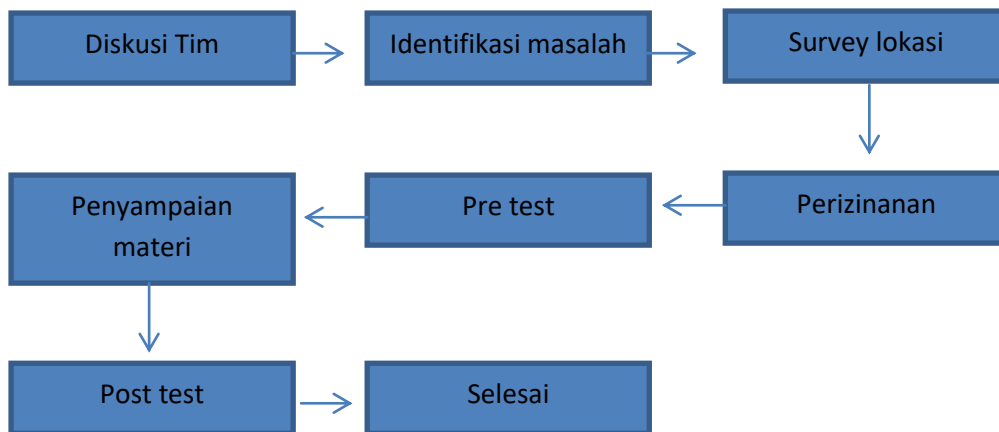 Diskusi Tim
Identifikasi masalah
Survey lokasi
Perizinanan
Pre test
Penyampaian
materi
Post test
Selesai